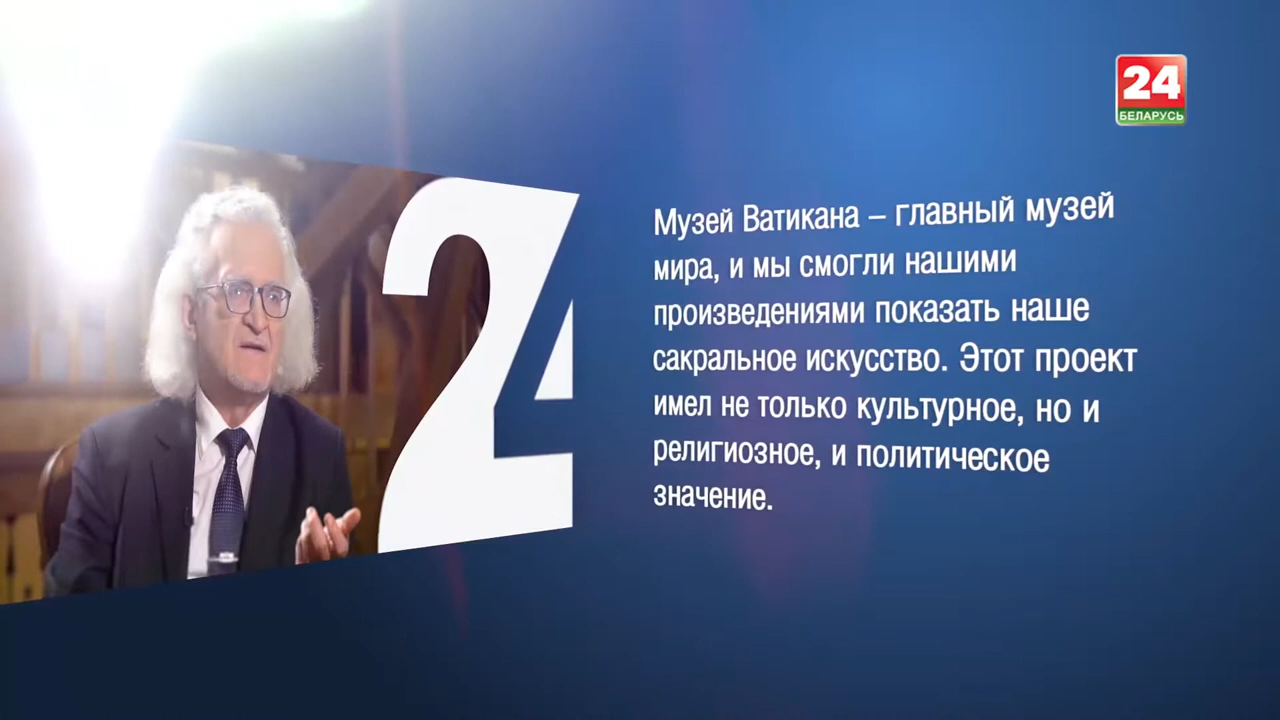 24
БЕЛАРУСЬ
24
Музей Ватикана – главный музей
мира, и мы смогли нашими
произведениями показать наше
сакральное искусство. Этот проект
имел не только культурное, но и
религиозное, и политическое
значение.